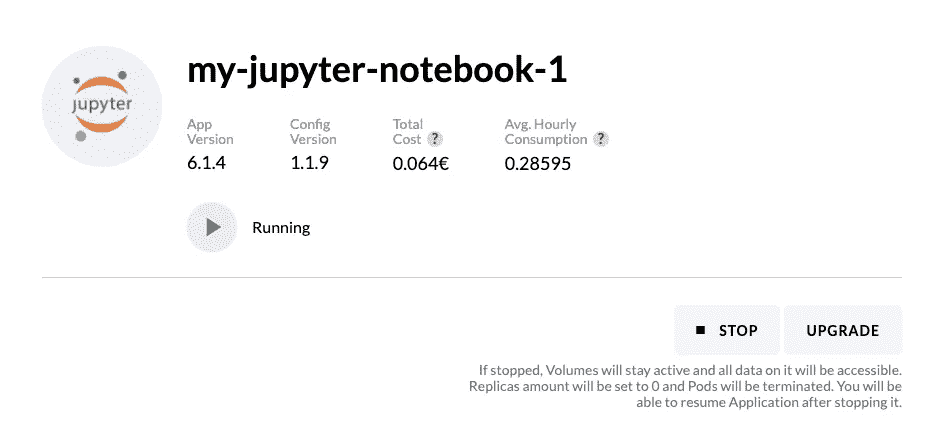 jupyter
my-jupyter-notebook-1
App
Version
6.1.4
Config
Version
1.1.9
Total
Cost ?
0.064€
Avg. Hourly
Consumption ?
0.28595
Running
STOP
UPGRADE
If stopped, Volumes will stay active and all data on it will be accessible.
Replicas amount will be set to 0 and Pods will be terminated. You will be
able to resume Application after stopping it.